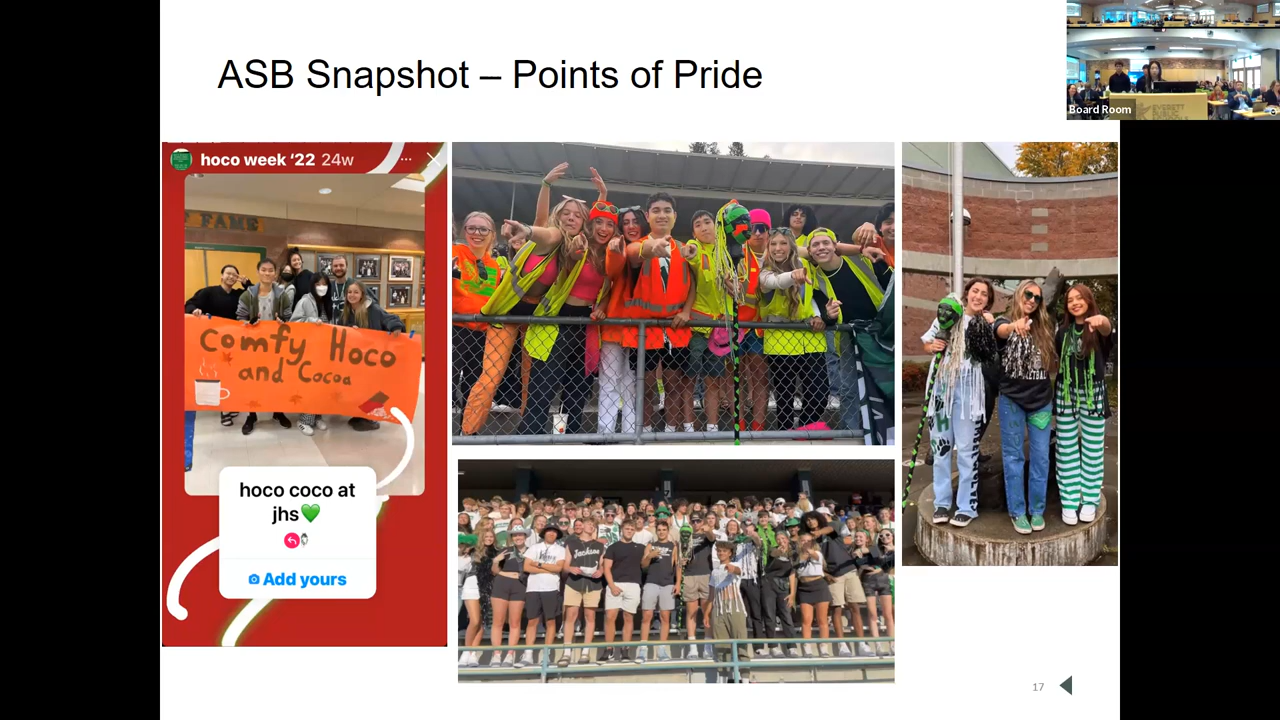 ASB Snapshot – Points of Pride
Board Room
EVERETT
hoco week ‘22 24w
FAME
Comfy Hoco
and Cocoa
hoco coco at
jhs💚
Add yours
Jackson
H
17